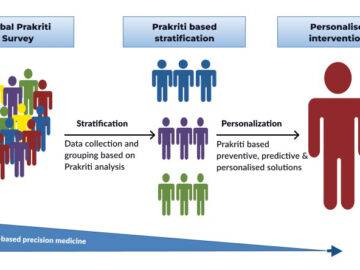 bal Prakriti
Survey
Prakriti based
stratification
Personalise
intervention
Stratification
Data collection and
grouping based on
Prakriti analysis
Personalization
Prakriti based
preventive, predictive &
personalised solutions
-based precision medicine